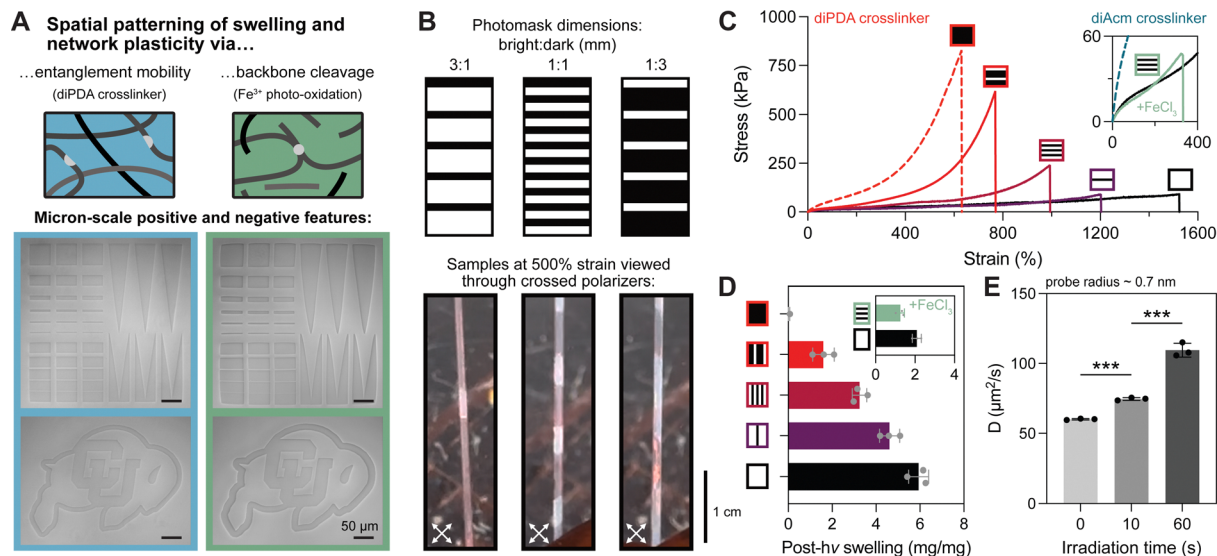 A
Spatial patterning of swelling and
network plasticity via…
…entanglement mobility
(diPDA crosslinker)
…backbone cleavage
(Fe³⁺ photo-oxidation)
Micron-scale positive and negative features:
50 µm
B
Photomask dimensions:
bright:dark (mm)
3:1
1:1
1:3
Samples at 500% strain viewed
through crossed polarizers:
1 cm
C
diPDA crosslinker
diAcm crosslinker
Stress (kPa)
1000
750
500
250
0
0
400
800
1200
1600
Strain (%)
60
0
0
200
400
+FeCl₃
D
+FeCl₃
0
2
4
0
2
4
6
8
Post-hν swelling (mg/mg)
E
probe radius ~ 0.7 nm
***
***
D (µm²/s)
150
100
50
0
0
10
60
Irradiation time (s)